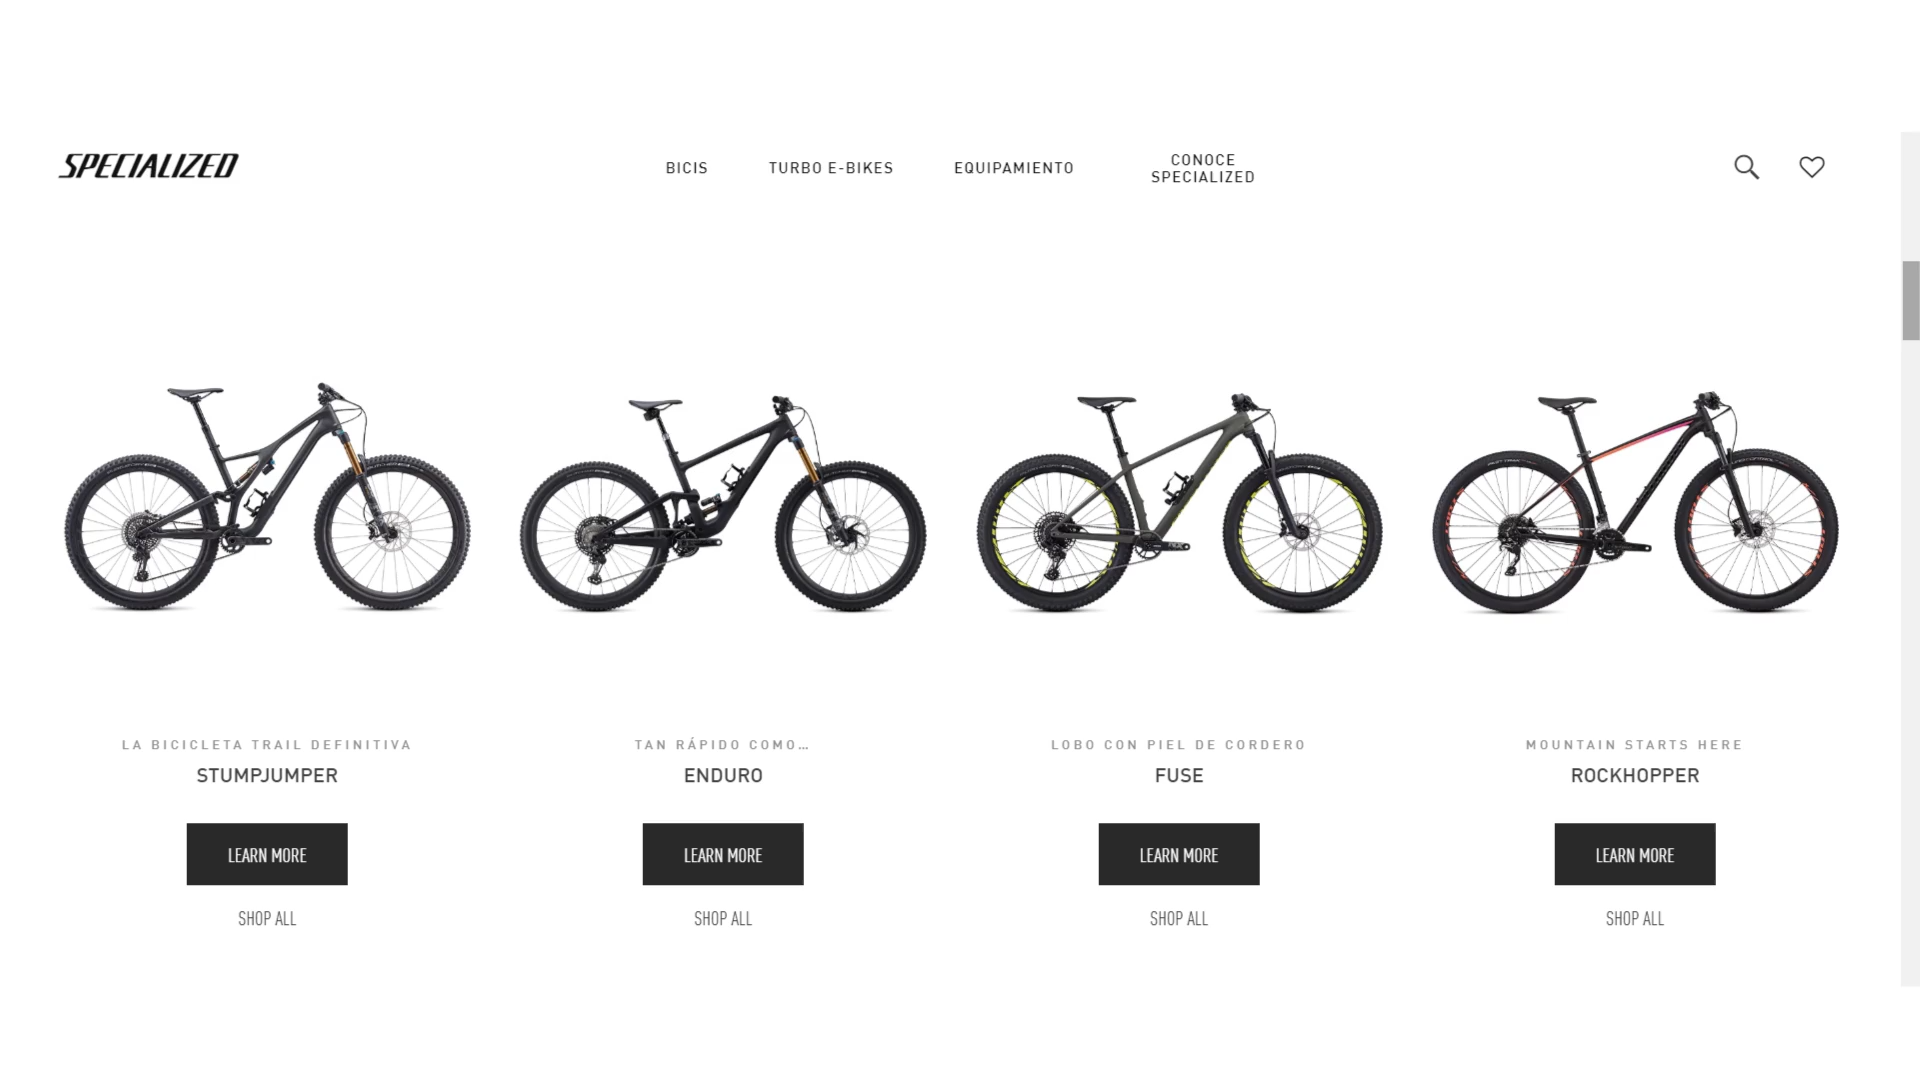 SPECIALIZED
BICIS
TURBO E-BIKES
EQUIPAMIENTO
CONOCE
SPECIALIZED
LA BICICLETA TRAIL DEFINITIVA
STUMPJUMPER
LEARN MORE
SHOP ALL
TAN RÁPIDO COMO...
ENDURO
LEARN MORE
SHOP ALL
LOBO CON PIEL DE CORDERO
FUSE
LEARN MORE
SHOP ALL
MOUNTAIN STARTS HERE
ROCKHOPPER
LEARN MORE
SHOP ALL